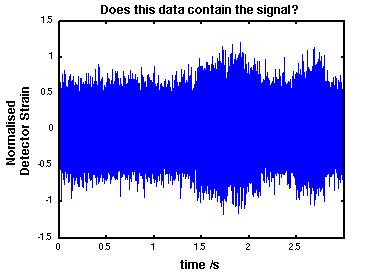 Does this data contain the signal?
1.5
1
0.5
0
-0.5
-1
-1.5
Normalised
Detector Strain
0 0.5 1 1.5 2 2.5
time /s